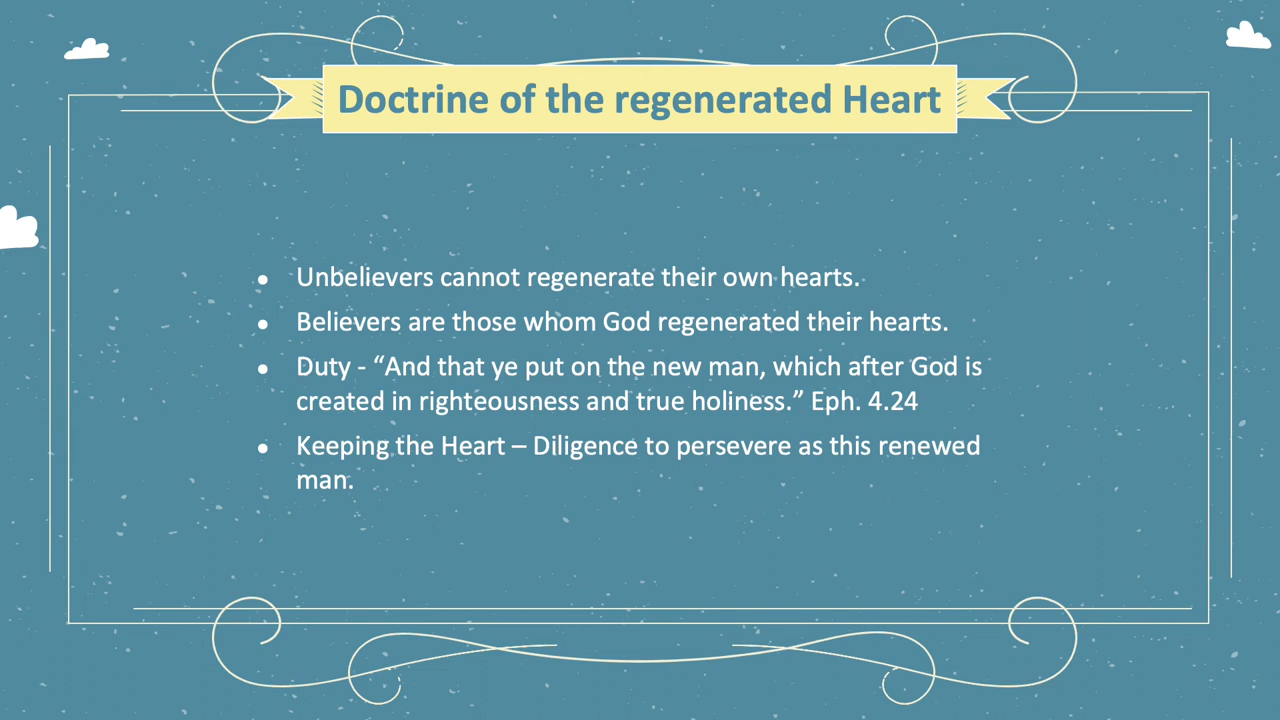 Doctrine of the regenerated Heart
• Unbelievers cannot regenerate their own hearts.
• Believers are those whom God regenerated their hearts.
• Duty - “And that ye put on the new man, which after God is
created in righteousness and true holiness.” Eph. 4.24
• Keeping the Heart – Diligence to persevere as this renewed
man.